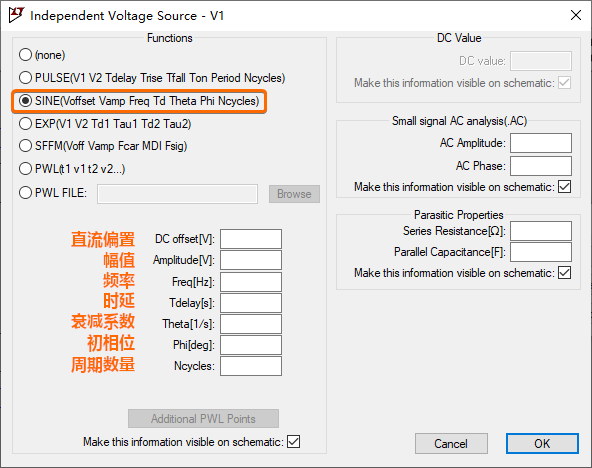 Independent Voltage Source - V1
Functions
(none)
PULSE(V1 V2 Tdelay Trise Tfall Ton Period Ncycles)
SINE(Voffset Vamp Freq Td Theta Phi Ncycles)
EXP(V1 V2 Td1 Tau1 Td2 Tau2)
SFFM(Voff Vamp Fcar MDI Fsig)
PWL(t1 v1 t2 v2...)
PWL FILE: Browse
直流偏置 DC offset[V]:
幅值 Amplitude[V]:
频率 Freq[Hz]:
时延 Tdelay[s]:
衰减系数 Theta[1/s]:
初相位 Phi[deg]:
周期数量 Ncycles:
Additional PWL Points
Make this information visible on schematic:
DC Value
DC value:
Make this information visible on schematic:
Small signal AC analysis(.AC)
AC Amplitude:
AC Phase:
Make this information visible on schematic:
Parasitic Properties
Series Resistance[Ω]:
Parallel Capacitance[F]:
Make this information visible on schematic:
Cancel OK